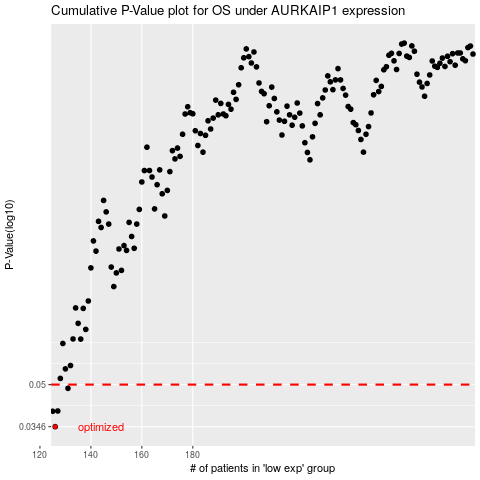 Cumulative P-Value plot for OS under AURKAIP1 expression
P-Value(log10)
0.05
0.0346
optimized
120 140 160 180
# of patients in 'low exp' group